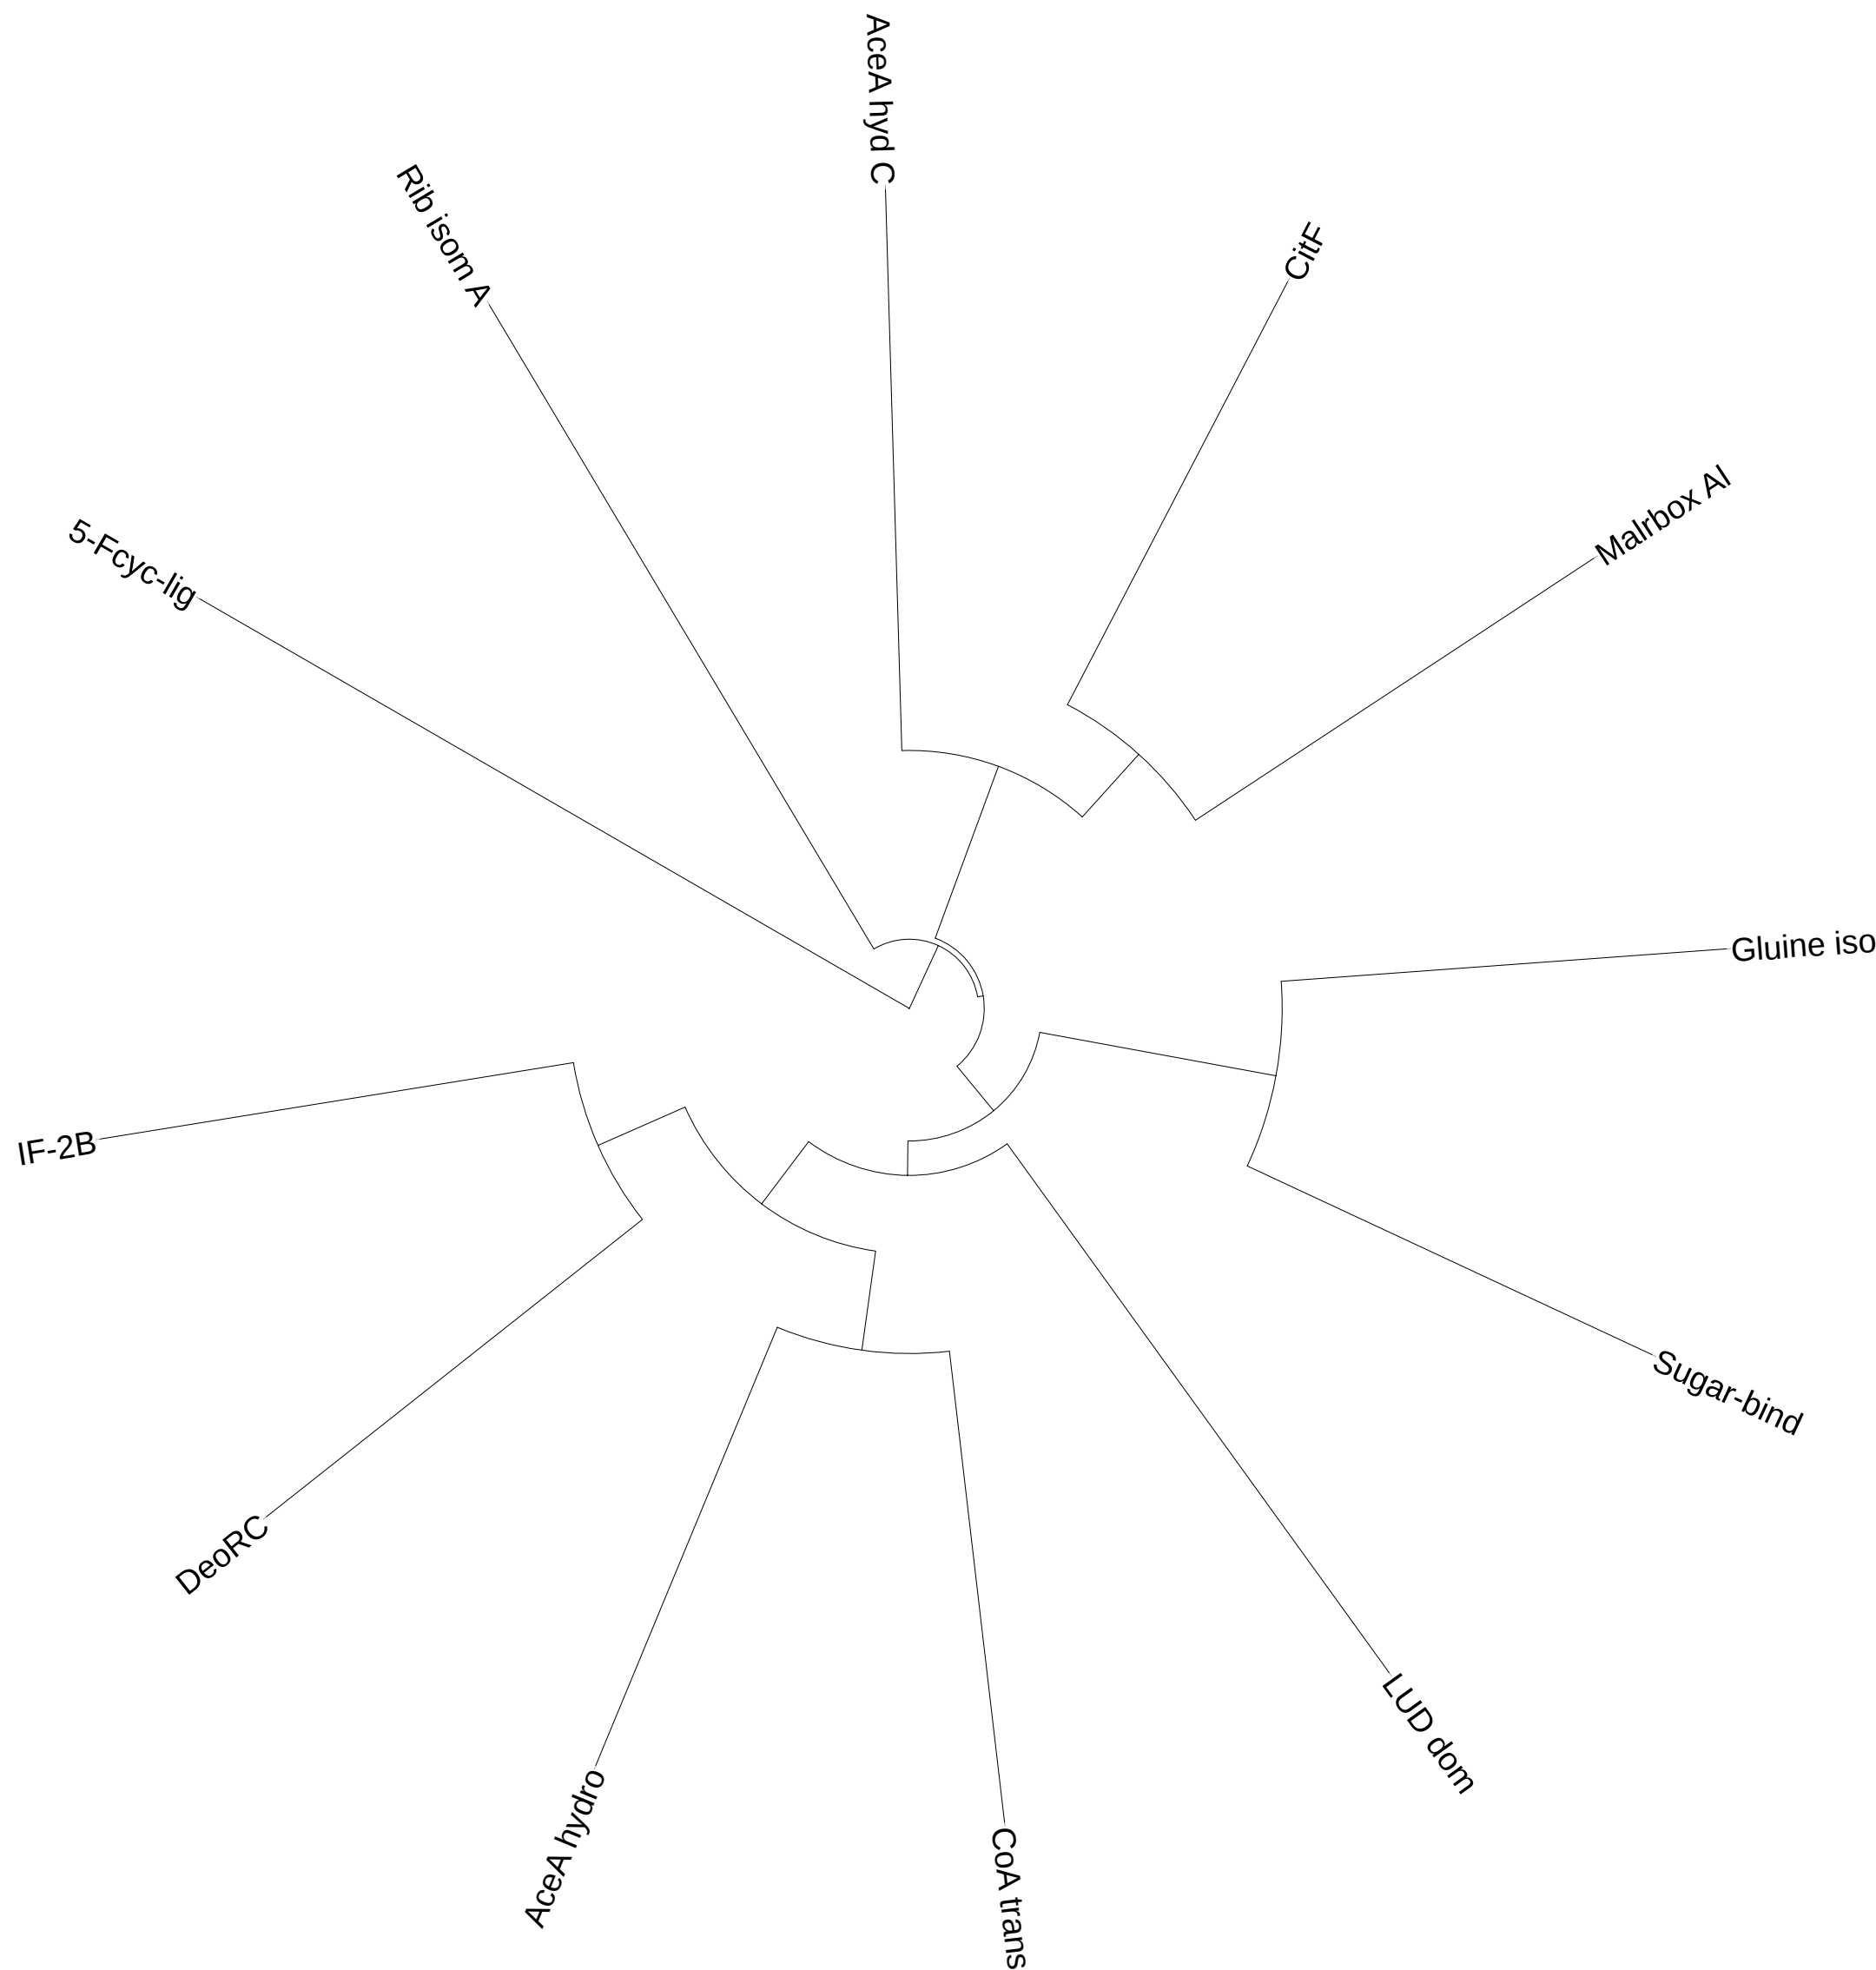 AceA hyd C
CitF
Rib isom A
Malrbox Al
5-Fcyc-lig
Gluine iso
IF-2B
Sugar-bind
DeoRC
LUD dom
AceA hydro
CoA trans